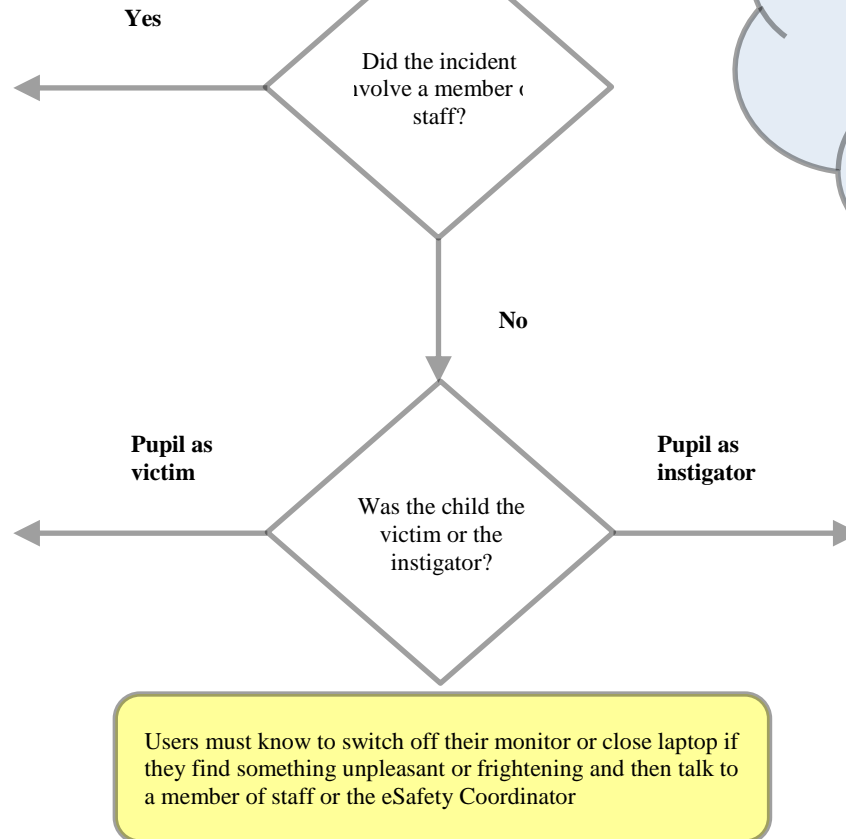 Yes
Did the incident
a member
staff?
No
Pupil as
victim
Pupil as
instigator
Was the child the
victim or the
instigator?
Users must know to switch off their monitor or close laptop if
they find something unpleasant or frightening and then talk to
a member of staff or the eSafety Coordinator